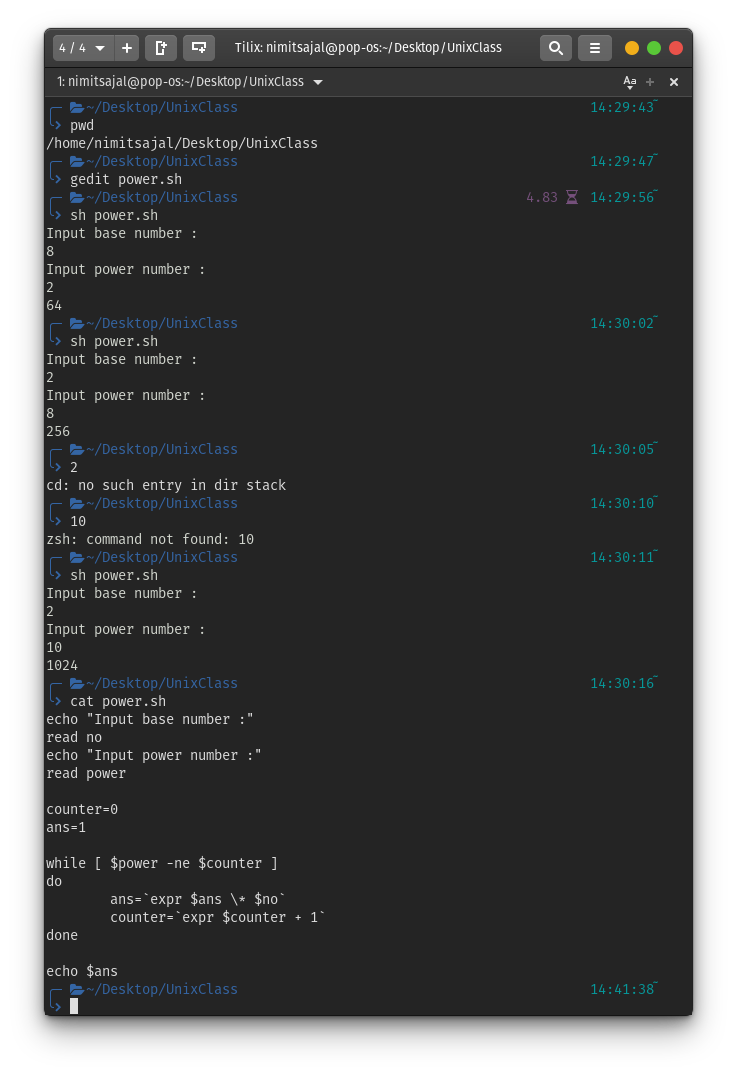 4 / 4
Tilix: nimitsajal@pop-os:~/Desktop/UnixClass
1: nimitsajal@pop-os:~/Desktop/UnixClass
Aa
~/Desktop/UnixClass 14:29:43
pwd
/home/nimitsajal/Desktop/UnixClass
~/Desktop/UnixClass 14:29:47
gedit power.sh
~/Desktop/UnixClass 4.83 14:29:56
sh power.sh
Input base number :
8
Input power number :
2
64
~/Desktop/UnixClass 14:30:02
sh power.sh
Input base number :
2
Input power number :
8
256
~/Desktop/UnixClass 14:30:05
2
cd: no such entry in dir stack
~/Desktop/UnixClass 14:30:10
10
zsh: command not found: 10
~/Desktop/UnixClass 14:30:11
sh power.sh
Input base number :
2
Input power number :
10
1024
~/Desktop/UnixClass 14:30:16
cat power.sh
echo "Input base number :"
read no
echo "Input power number :"
read power

counter=0
ans=1

while [ $power -ne $counter ]
do
        ans=`expr $ans \* $no`
        counter=`expr $counter + 1`
done

echo $ans
~/Desktop/UnixClass 14:41:38